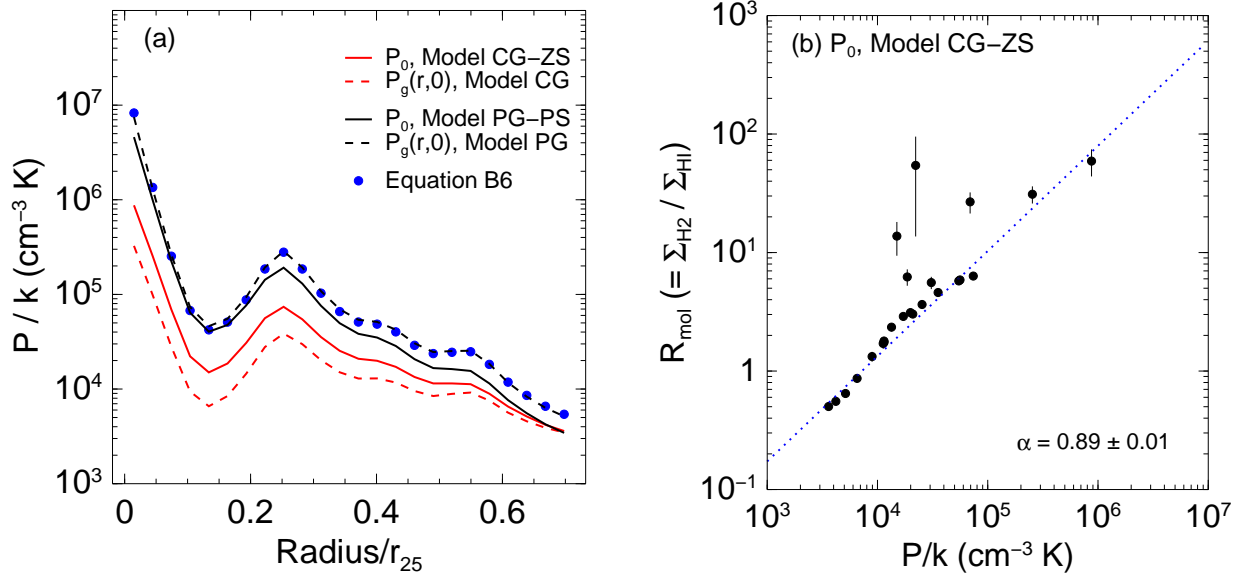 (a)
P₀, Model CG−ZS
P_g(r,0), Model CG
P₀, Model PG−PS
P_g(r,0), Model PG
Equation B6
10⁷
10⁶
10⁵
10⁴
10³
P / k (cm⁻³ K)
0 0.2 0.4 0.6
Radius/r₂₅
(b) P₀, Model CG−ZS
10³
10²
10¹
1
10⁻¹
R_mol (= Σ_H2 / Σ_HI)
α = 0.89 ± 0.01
10³ 10⁴ 10⁵ 10⁶ 10⁷
P/k (cm⁻³ K)